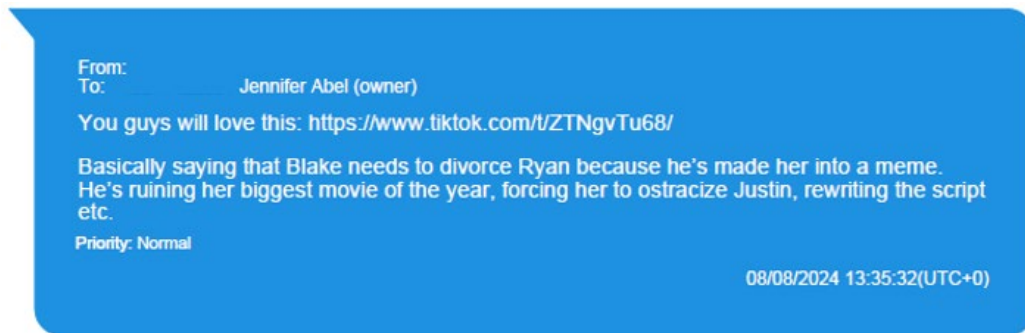 From:
To: Jennifer Abel (owner)
You guys will love this: https://www.tiktok.com/t/ZTNgvTu68/
Basically saying that Blake needs to divorce Ryan because he’s made her into a meme.
He’s ruining her biggest movie of the year, forcing her to ostracize Justin, rewriting the script
etc.
Priority: Normal
08/08/2024 13:35:32(UTC+0)